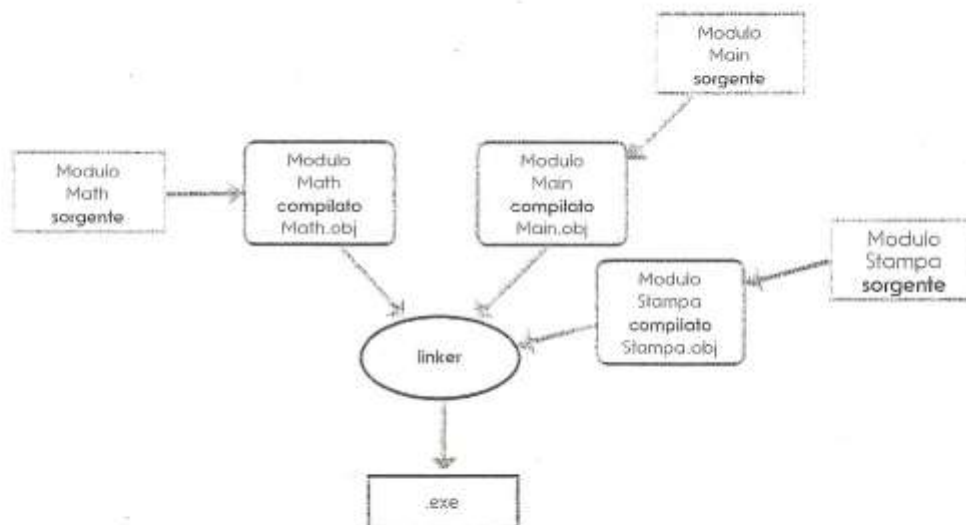 Modulo
Main
sorgente
Modulo
Math
sorgente
Modulo
Math
compilato
Math.obj
Modulo
Main
compilato
Main.obj
Modulo
Stampa
sorgente
Modulo
Stampa
compilato
Stampa.obj
linker
.exe